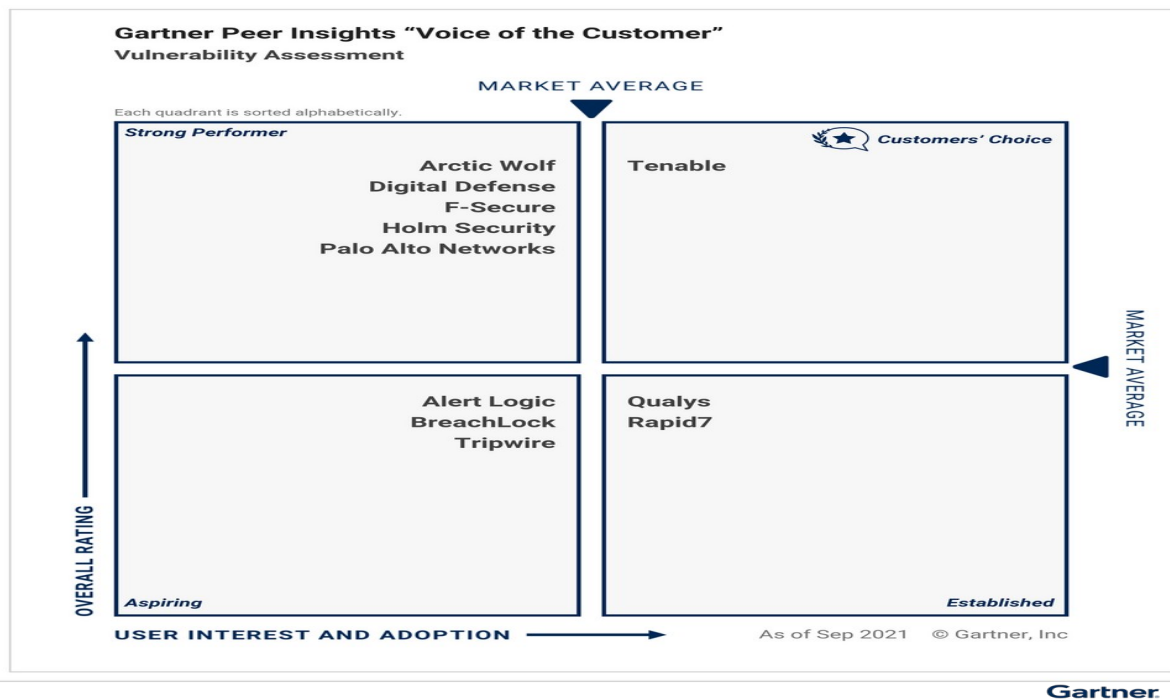 Gartner Peer Insights “Voice of the Customer”
Vulnerability Assessment
MARKET AVERAGE
Each quadrant is sorted alphabetically.
Strong Performer
Arctic Wolf
Digital Defense
F-Secure
Holm Security
Palo Alto Networks
Customers’ Choice
Tenable
MARKET AVERAGE
OVERALL RATING
Alert Logic
BreachLock
Tripwire
Aspiring
Qualys
Rapid7
Established
USER INTEREST AND ADOPTION
As of Sep 2021 © Gartner, Inc
Gartner